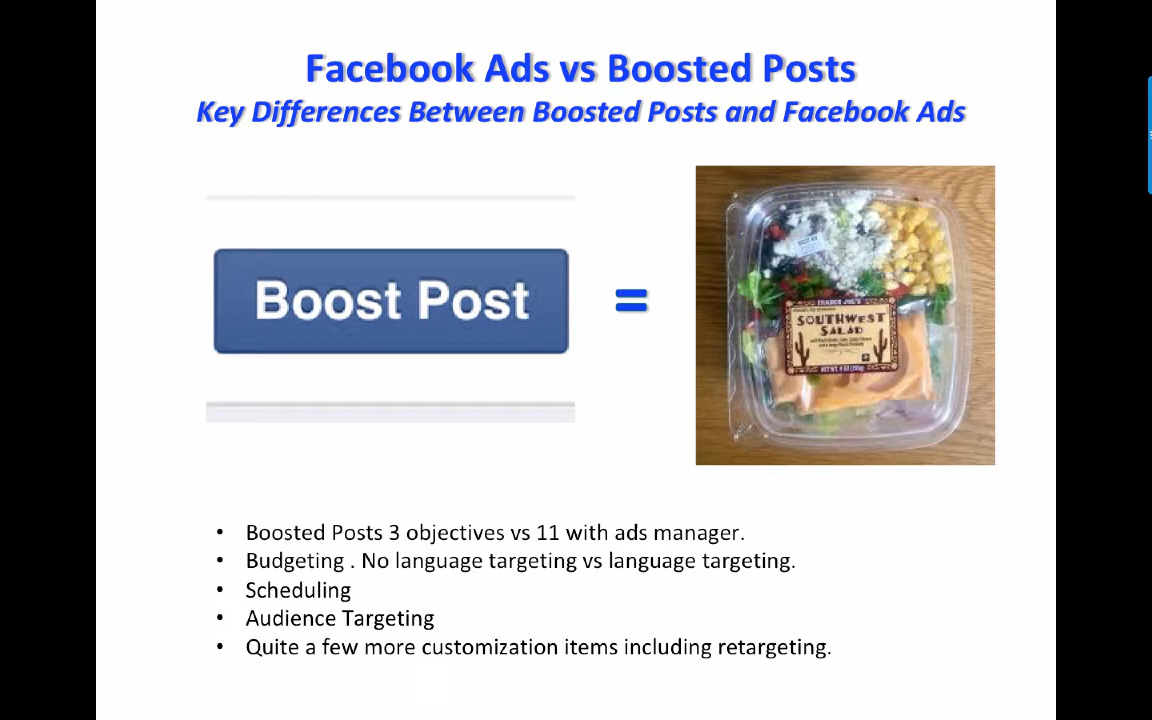 Facebook Ads vs Boosted Posts
Key Differences Between Boosted Posts and Facebook Ads
Boost Post
=
TRADER JOE'S
SOUTHWEST
SALAD
• Boosted Posts 3 objectives vs 11 with ads manager.
• Budgeting . No language targeting vs language targeting.
• Scheduling
• Audience Targeting
• Quite a few more customization items including retargeting.